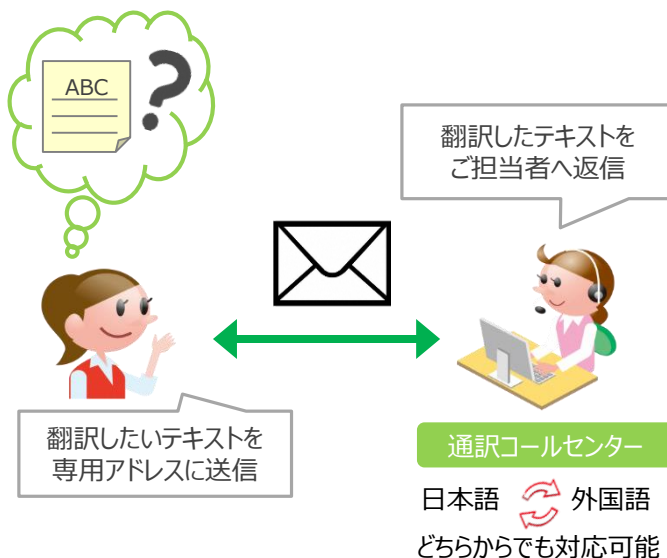 ABC
翻訳したテキストを
ご担当者へ返信
翻訳したいテキストを
専用アドレスに送信
通訳コールセンター
日本語 外国語
どちらからでも対応可能